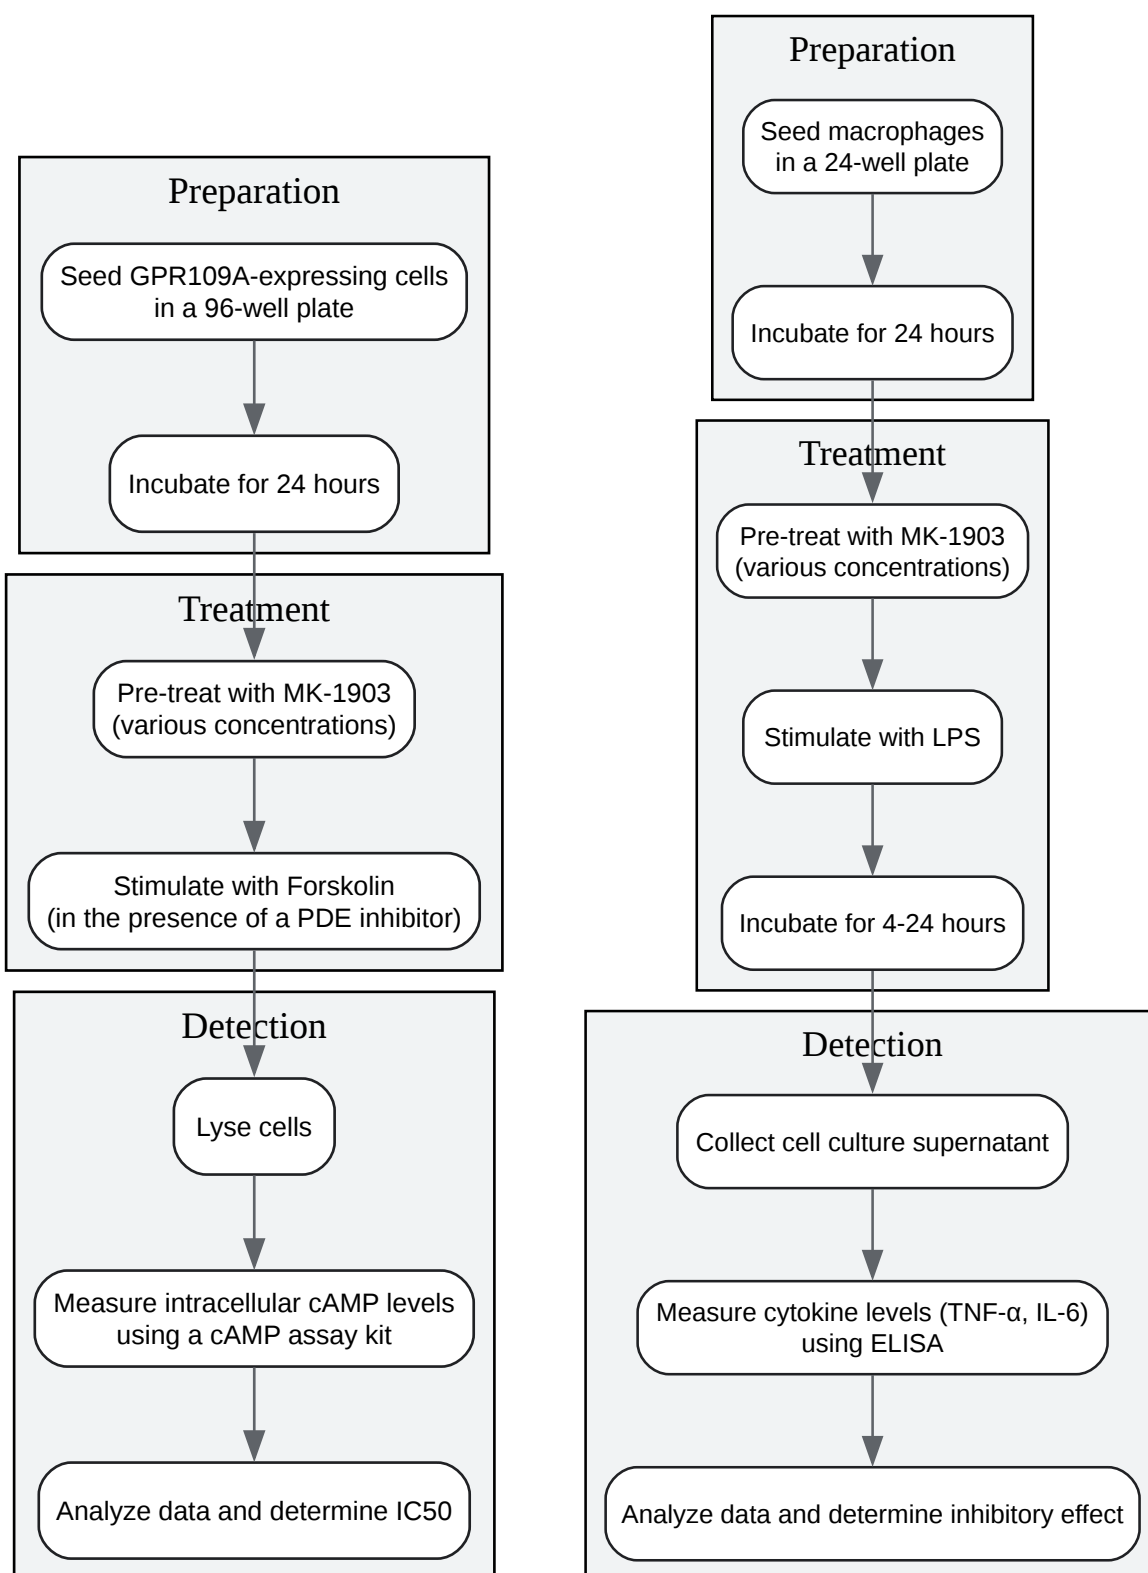 Preparation
Seed GPR109A-expressing cells
in a 96-well plate
Incubate for 24 hours
Treatment
Pre-treat with MK-1903
(various concentrations)
Stimulate with Forskolin
(in the presence of a PDE inhibitor)
Detection
Lyse cells
Measure intracellular cAMP levels
using a cAMP assay kit
Analyze data and determine IC50
Preparation
Seed macrophages
in a 24-well plate
Incubate for 24 hours
Treatment
Pre-treat with MK-1903
(various concentrations)
Stimulate with LPS
Incubate for 4-24 hours
Detection
Collect cell culture supernatant
Measure cytokine levels (TNF-α, IL-6)
using ELISA
Analyze data and determine inhibitory effect